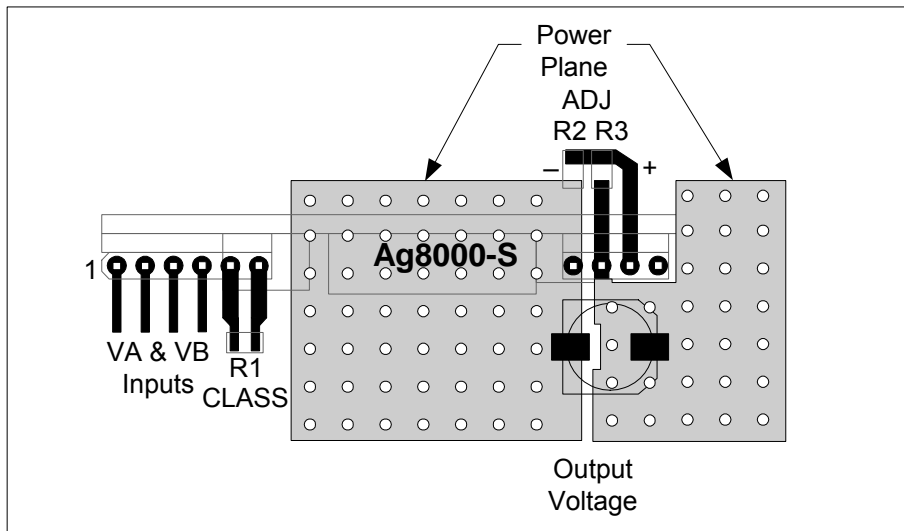 Power
Plane
ADJ
R2 R3
– +
Ag8000-S
1
VA & VB
Inputs
R1
CLASS
Output
Voltage